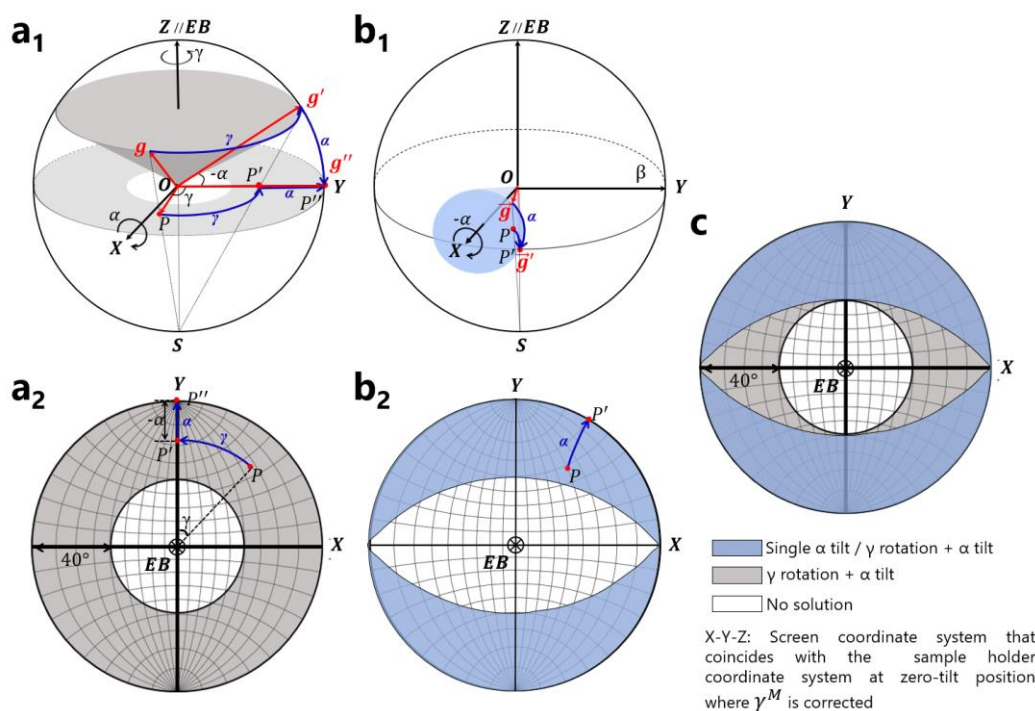 a₁
Z // EB
γ
g'
g
γ
α
g''
O
-α
P'
Y
γ
α
P''
P
γ
α
X
S
b₁
Z // EB
O
β
Y
g
α
-α
P
X
P'
g'
S
c
Y
40°
EB
X
a₂
Y
P''
-α
α
γ
P'
P
γ
40°
EB
X
b₂
Y
P'
α
P
EB
X
Single α tilt / γ rotation + α tilt
γ rotation + α tilt
No solution
X-Y-Z: Screen coordinate system that
coincides with the sample holder
coordinate system at zero-tilt position
where γᴹ is corrected